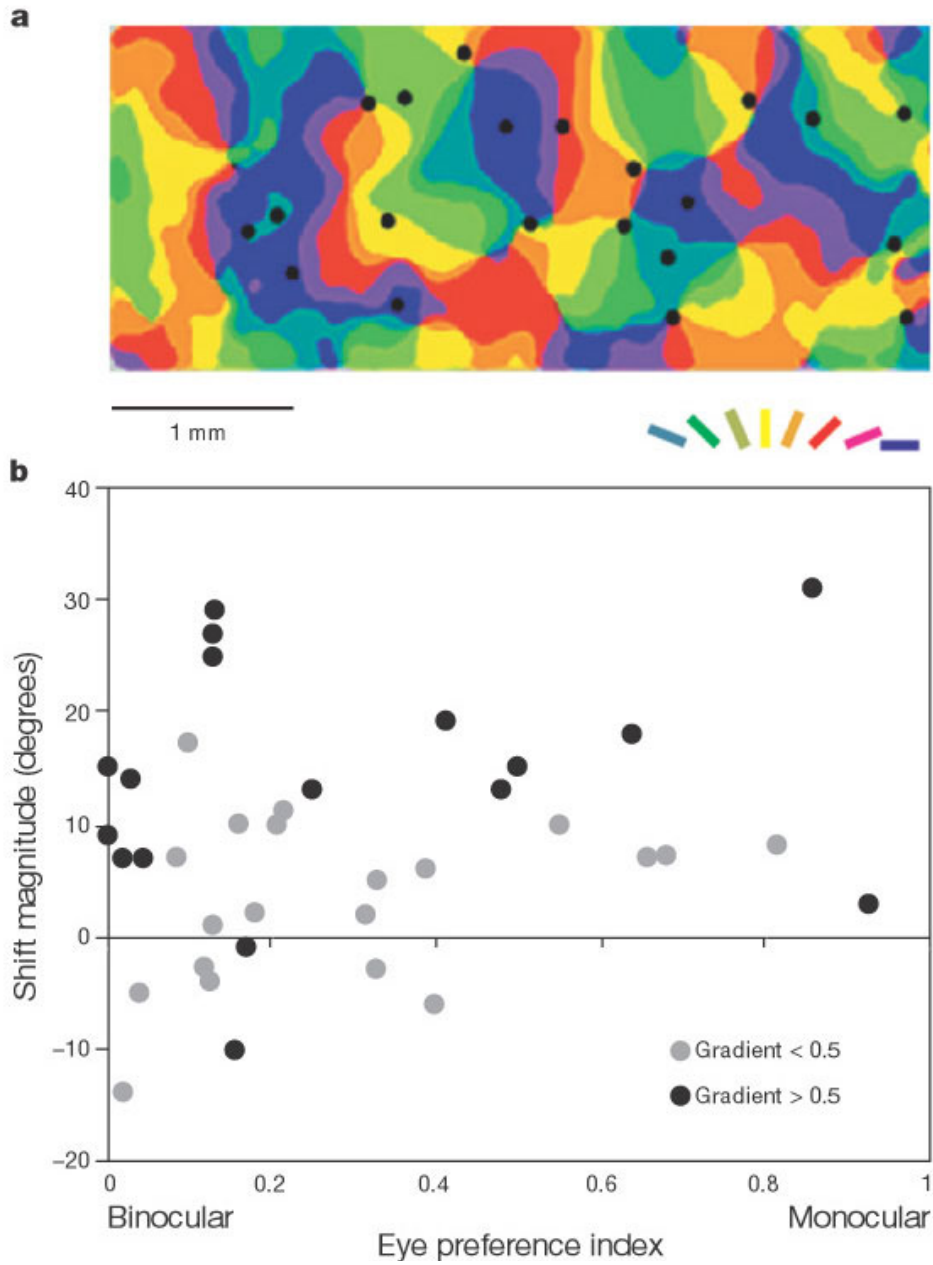 a
1 mm
b
40
30
20
10
0
−10
−20
Shift magnitude (degrees)
Gradient < 0.5
Gradient > 0.5
0 0.2 0.4 0.6 0.8 1
Binocular Monocular
Eye preference index